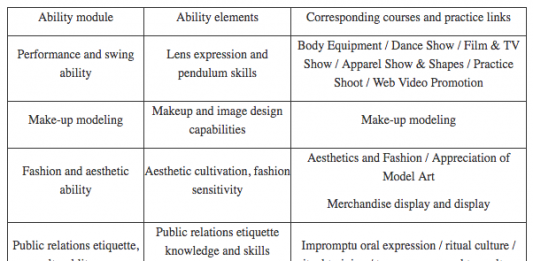 Ability module
Ability elements
Corresponding courses and practice links
Performance and swing
ability
Lens expression and
pendulum skills
Body Equipment / Dance Show / Film & TV
Show / Apparel Show & Shapes / Practice
Shoot / Web Video Promotion
Make-up modeling
Makeup and image design
capabilities
Make-up modeling
Fashion and aesthetic
ability
Aesthetic cultivation, fashion
sensitivity
Aesthetics and Fashion / Appreciation of
Model Art
Merchandise display and display
Public relations etiquette,
Public relations etiquette
knowledge and skills
Impromptu oral expression / ritual culture /